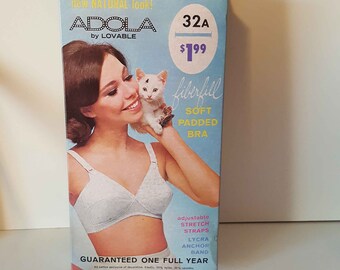 new NATURAL look!
ADOLA
by LOVABLE
32A
$1.99
fiberfill
SOFT
PADDED
BRA
adjustable
STRETCH
STRAPS
LYCRA
ANCHOR
BAND
GUARANTEED ONE FULL YEAR